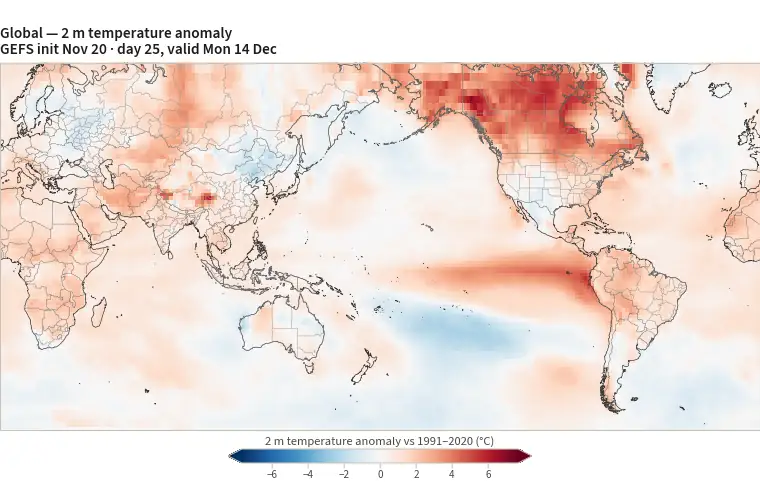 Global — 2 m temperature anomaly
GEFS init Nov 20 · day 25, valid Mon 14 Dec
2 m temperature anomaly vs 1991–2020 (°C)
−6 −4 −2 0 2 4 6